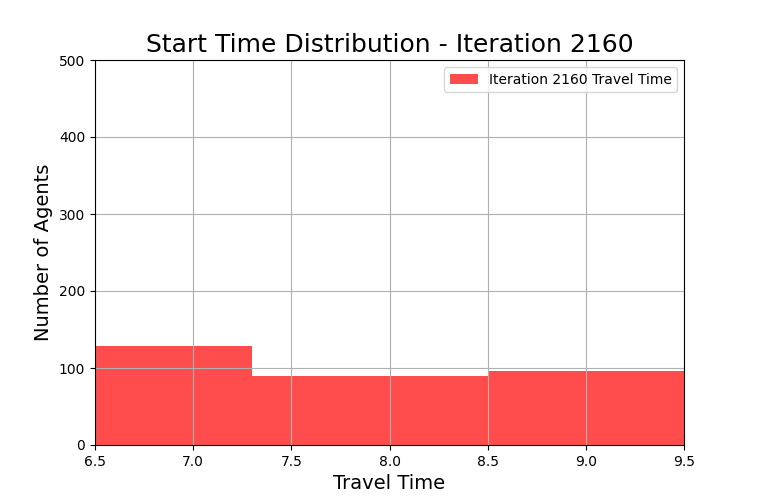 Start Time Distribution - Iteration 2160
Iteration 2160 Travel Time
Number of Agents
500
400
300
200
100
0
6.5 7.0 7.5 8.0 8.5 9.0 9.5
Travel Time